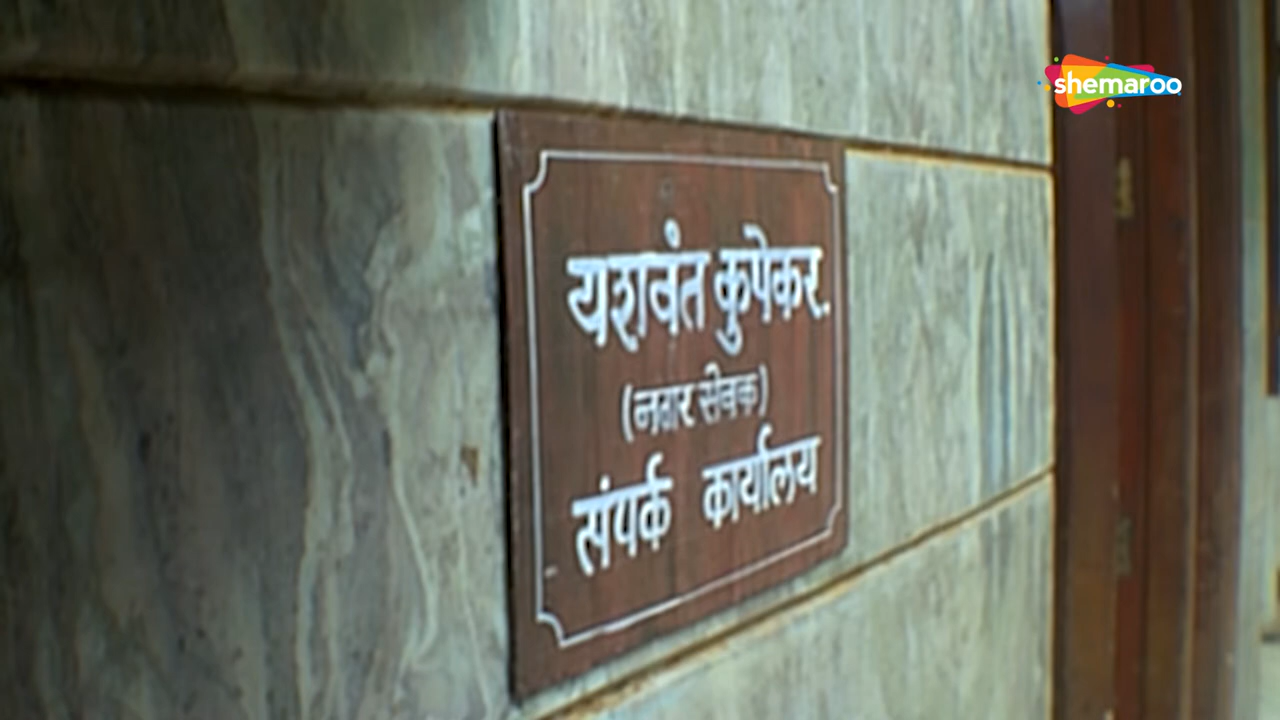 shemaroo
यशवंत कुपेकर.
(नगर सेवक)
संपर्क कार्यालय